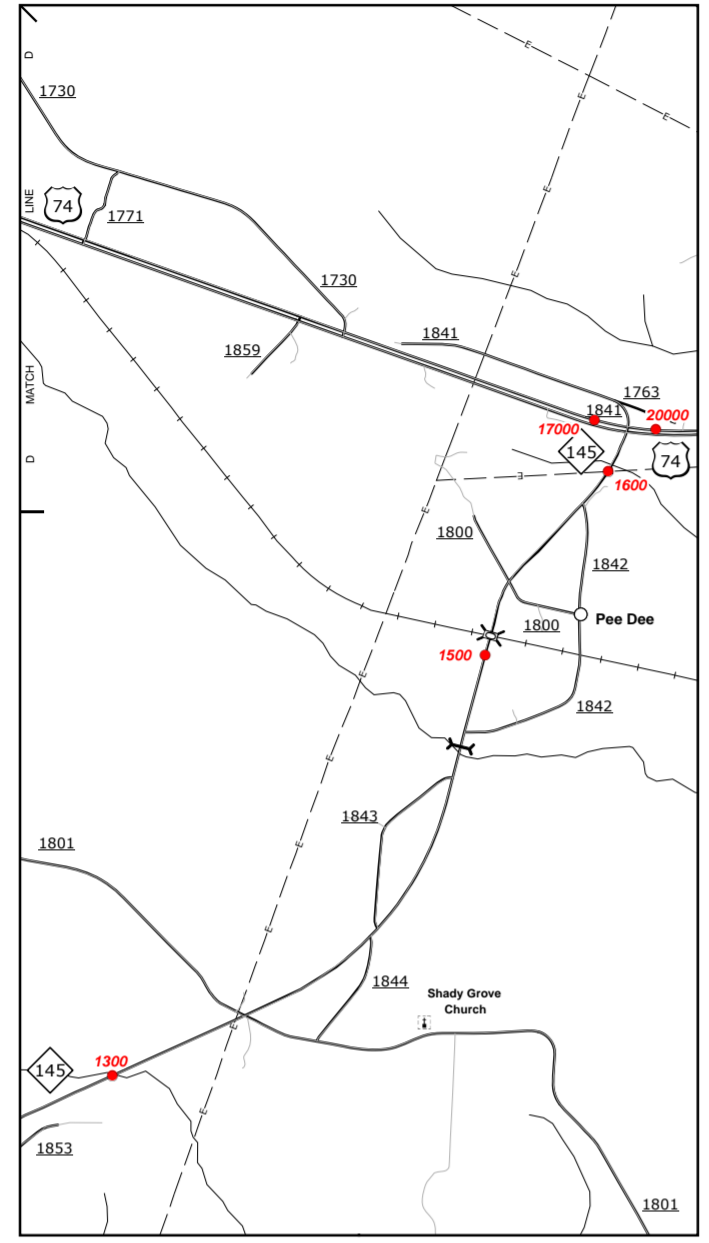 D
E
1730
E
E
LINE
74
1771
E
E
1730
1841
1859
MATCH
1763
1841
20000
17000
145
74
D
E
1600
E
1800
1842
1800
Pee Dee
1500
E
1842
E
1843
1801
E
E
1844
Shady Grove
Church
E
1300
145
E
1853
1801